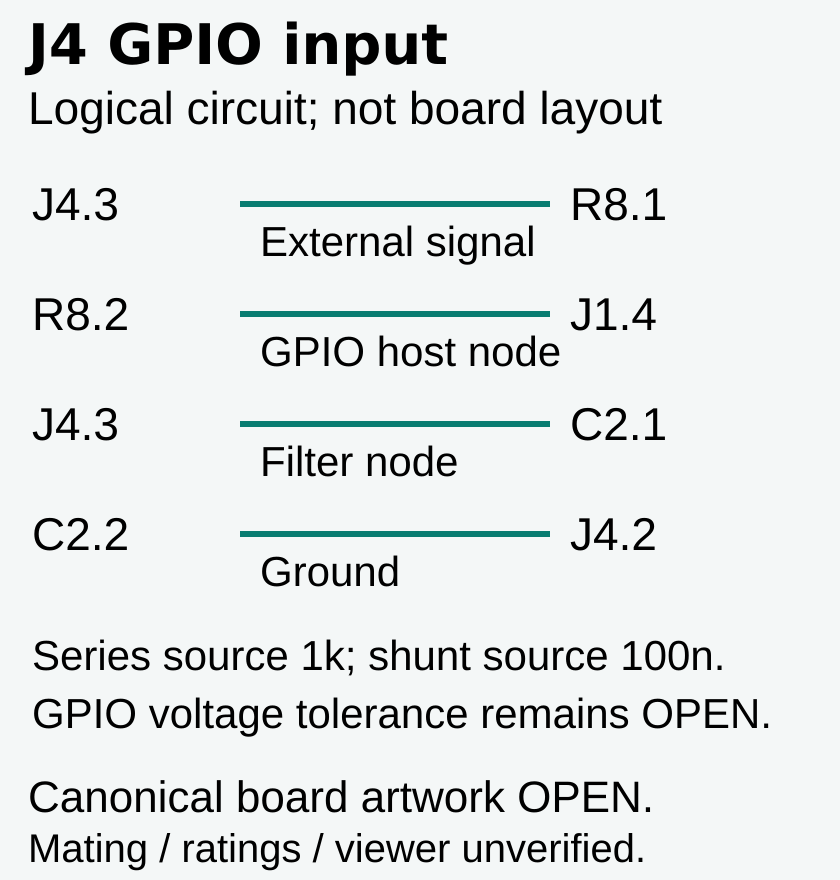 J4 GPIO input
Logical circuit; not board layout
J4.3 R8.1
External signal
R8.2 J1.4
GPIO host node
J4.3 C2.1
Filter node
C2.2 J4.2
Ground
Series source 1k; shunt source 100n.
GPIO voltage tolerance remains OPEN.
Canonical board artwork OPEN.
Mating / ratings / viewer unverified.